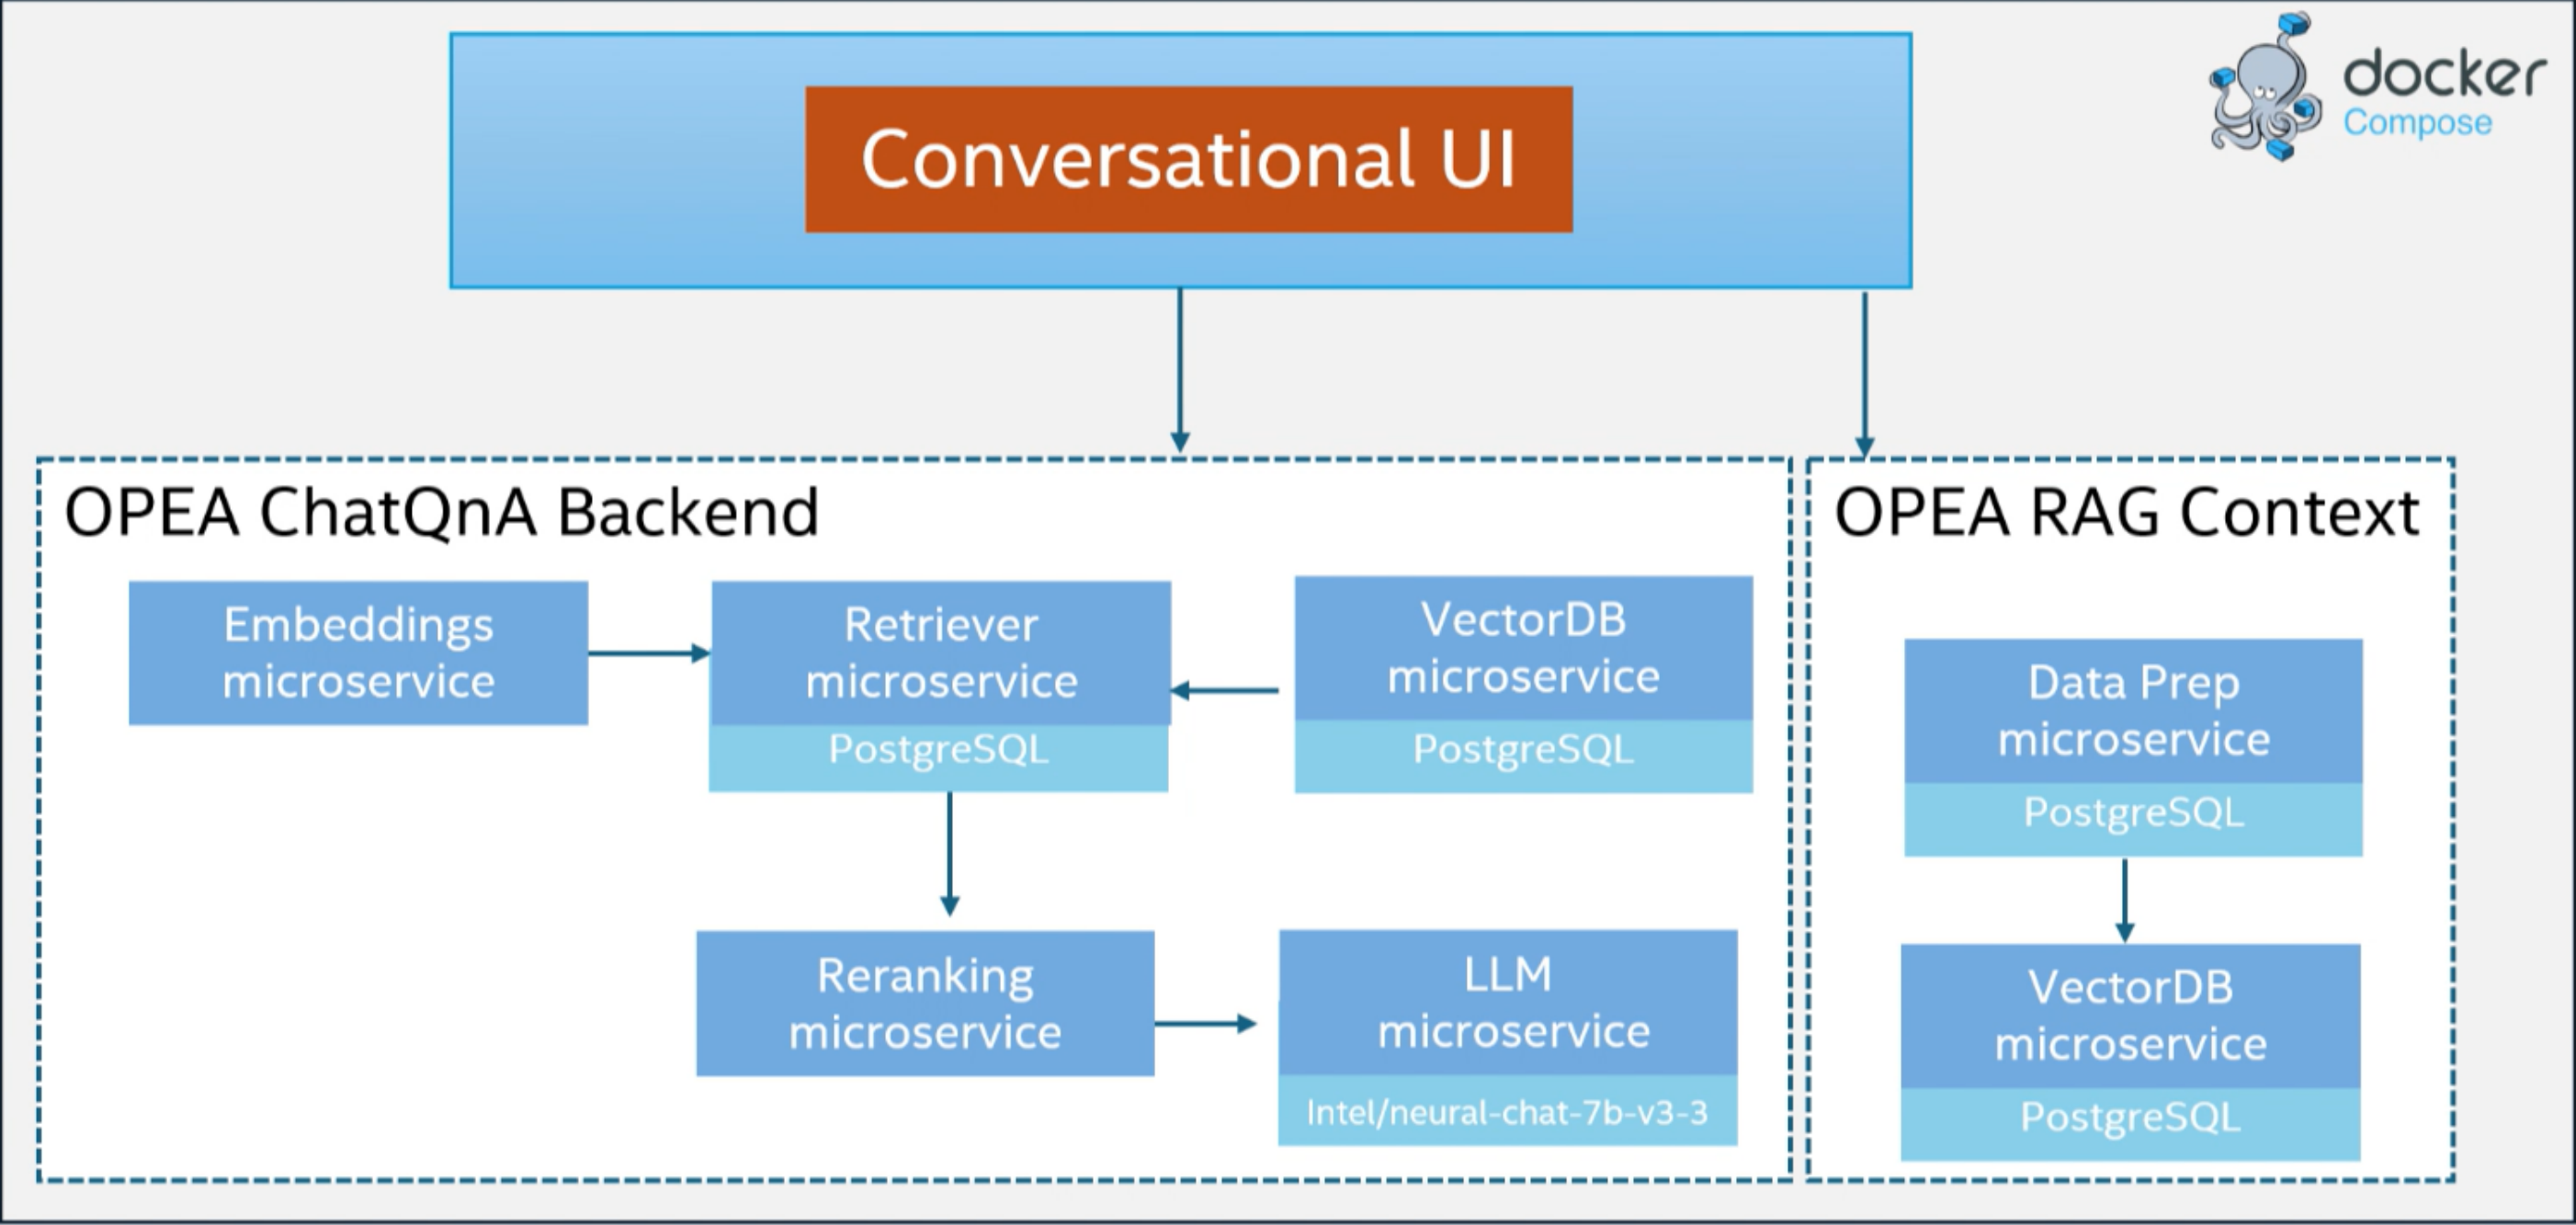 Conversational UI
docker
Compose
OPEA ChatQnA Backend
Embeddings
microservice
Retriever
microservice
PostgreSQL
VectorDB
microservice
PostgreSQL
Reranking
microservice
LLM
microservice
Intel/neural-chat-7b-v3-3
OPEA RAG Context
Data Prep
microservice
PostgreSQL
VectorDB
microservice
PostgreSQL